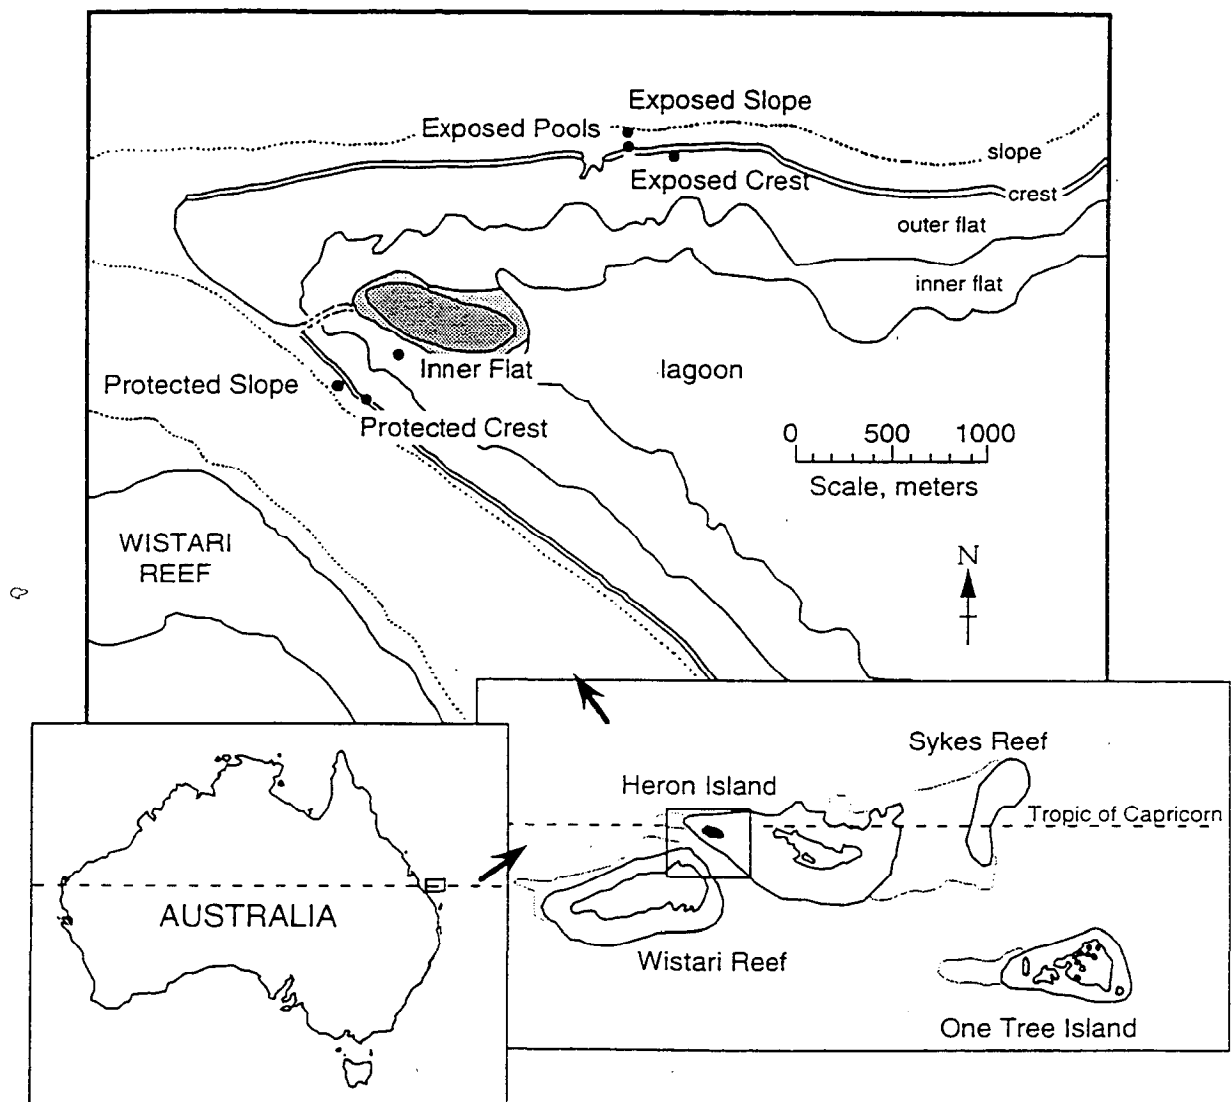 Exposed Slope
Exposed Pools
slope
Exposed Crest
crest
outer flat
inner flat
Inner Flat
lagoon
Protected Slope
Protected Crest
0 500 1000
Scale, meters
WISTARI
REEF
N
Sykes Reef
Heron Island
Tropic of Capricorn
AUSTRALIA
Wistari Reef
One Tree Island